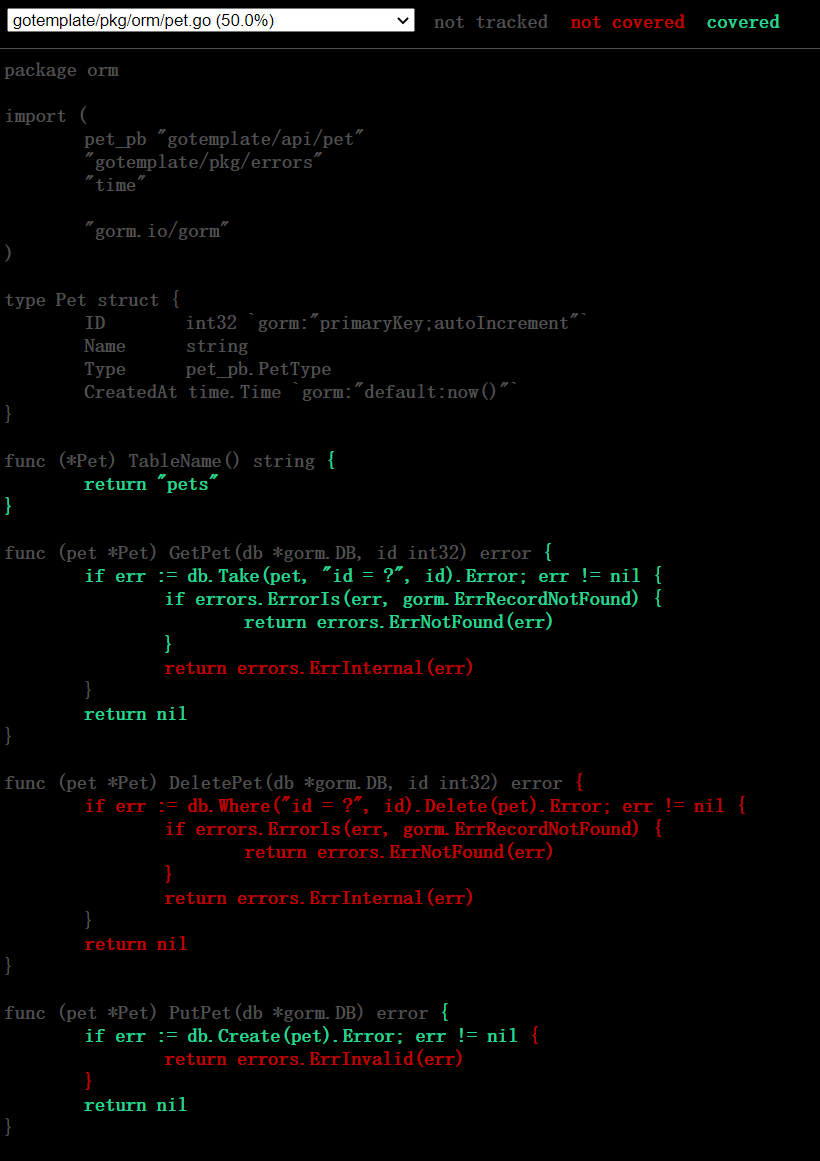 gotemplate/pkg/orm/pet.go (50.0%) not tracked not covered covered
package orm
import (
pet_pb "gotemplate/api/pet"
"gotemplate/pkg/errors"
"time"
"gorm.io/gorm"
)
type Pet struct {
ID int32 `gorm:"primaryKey;autoIncrement"`
Name string
Type pet_pb.PetType
CreatedAt time.Time `gorm:"default:now()"`
}
func (*Pet) TableName() string {
return "pets"
}
func (pet *Pet) GetPet(db *gorm.DB, id int32) error {
if err := db.Take(pet, "id = ?", id).Error; err != nil {
if errors.ErrorIs(err, gorm.ErrRecordNotFound) {
return errors.ErrNotFound(err)
}
return errors.ErrInternal(err)
}
return nil
}
func (pet *Pet) DeletePet(db *gorm.DB, id int32) error {
if err := db.Where("id = ?", id).Delete(pet).Error; err != nil {
if errors.ErrorIs(err, gorm.ErrRecordNotFound) {
return errors.ErrNotFound(err)
}
return errors.ErrInternal(err)
}
return nil
}
func (pet *Pet) PutPet(db *gorm.DB) error {
if err := db.Create(pet).Error; err != nil {
return errors.ErrInvalid(err)
}
return nil
}